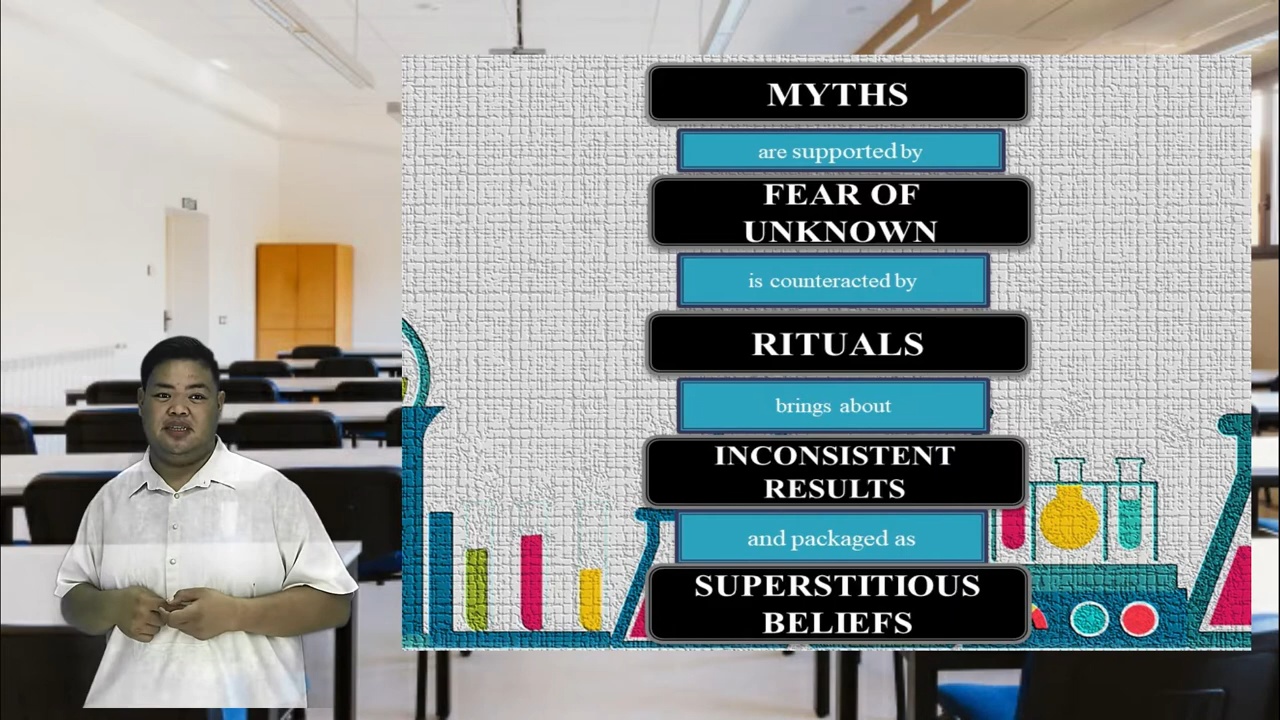 MYTHS
are supported by
FEAR OF
UNKNOWN
is counteracted by
RITUALS
brings about
INCONSISTENT
RESULTS
and packaged as
SUPERSTITIOUS
BELIEFS